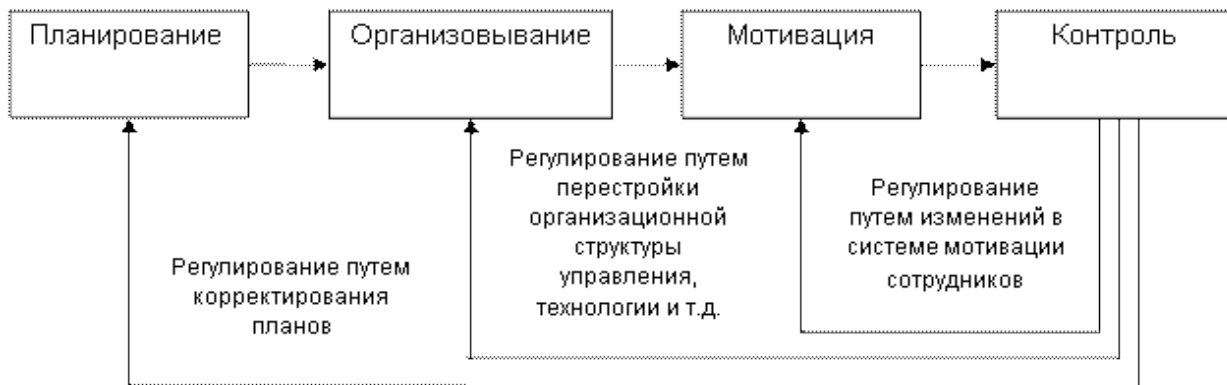 Планирование
Организовывание
Мотивация
Контроль
Регулирование путем
корректирования
планов
Регулирование путем
перестройки
организационной
структуры
управления,
технологии и т.д.
Регулирование
путем изменений в
системе мотивации
сотрудников